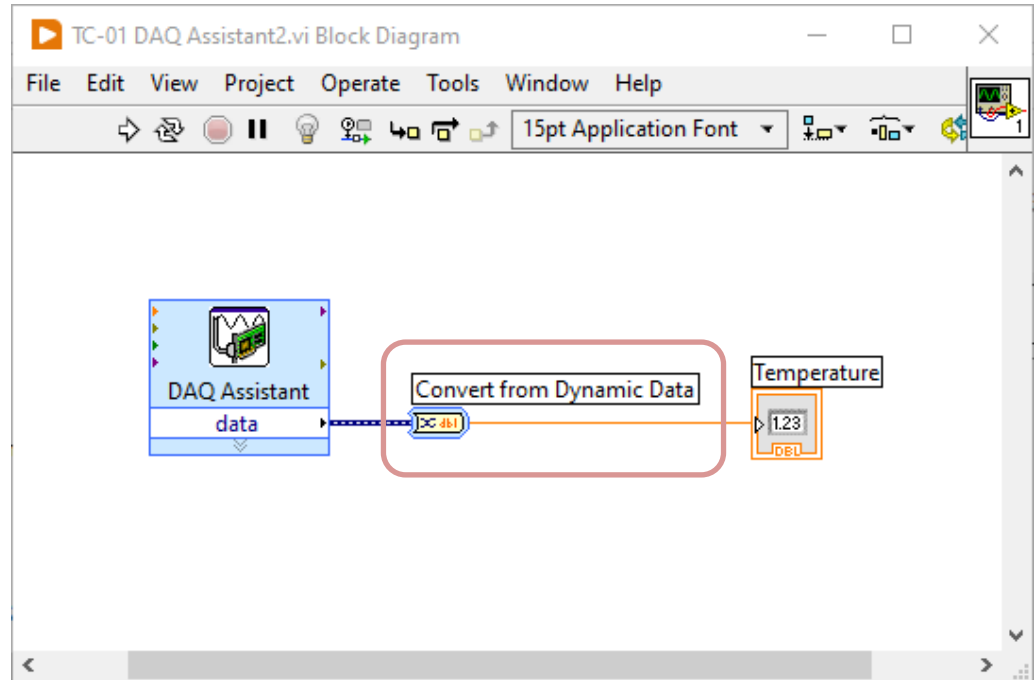 TC-01 DAQ Assistant2.vi Block Diagram
File Edit View Project Operate Tools Window Help
15pt Application Font
1
DAQ Assistant
data
Convert from Dynamic Data
dbl
Temperature
1.23
DBL